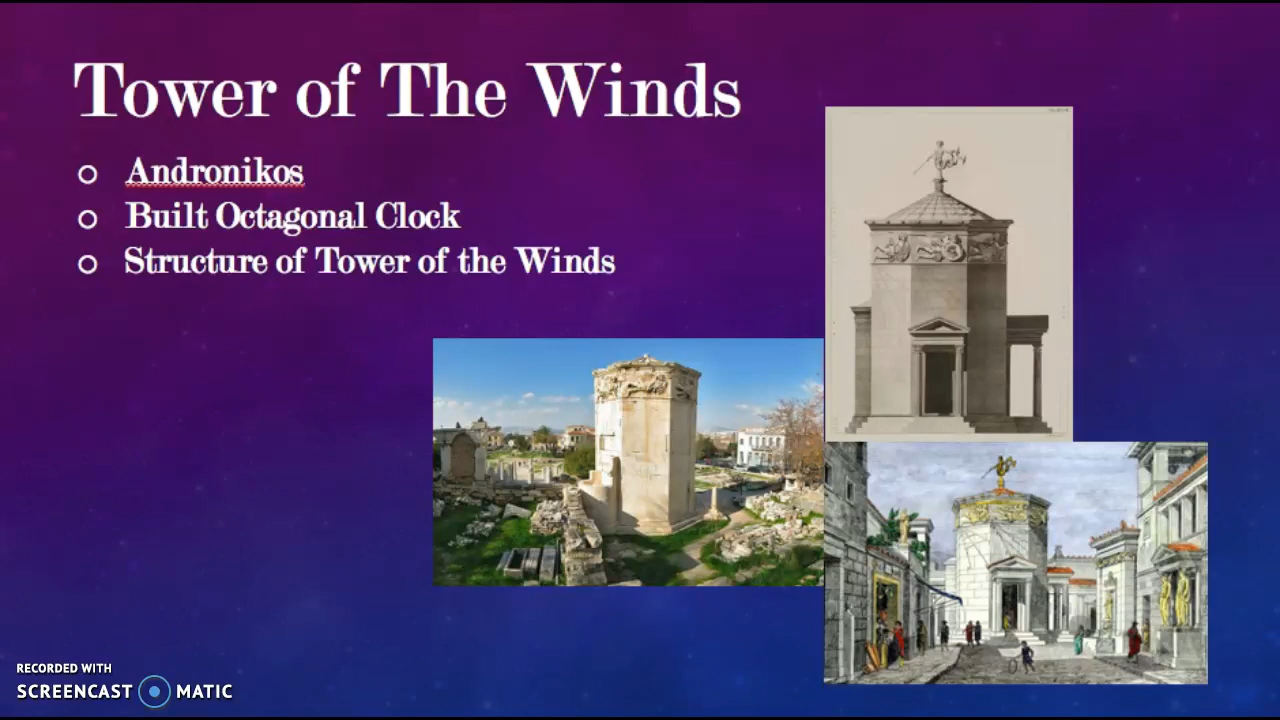 Tower of The Winds
Andronikos
Built Octagonal Clock
Structure of Tower of the Winds
RECORDED WITH
SCREENCAST MATIC